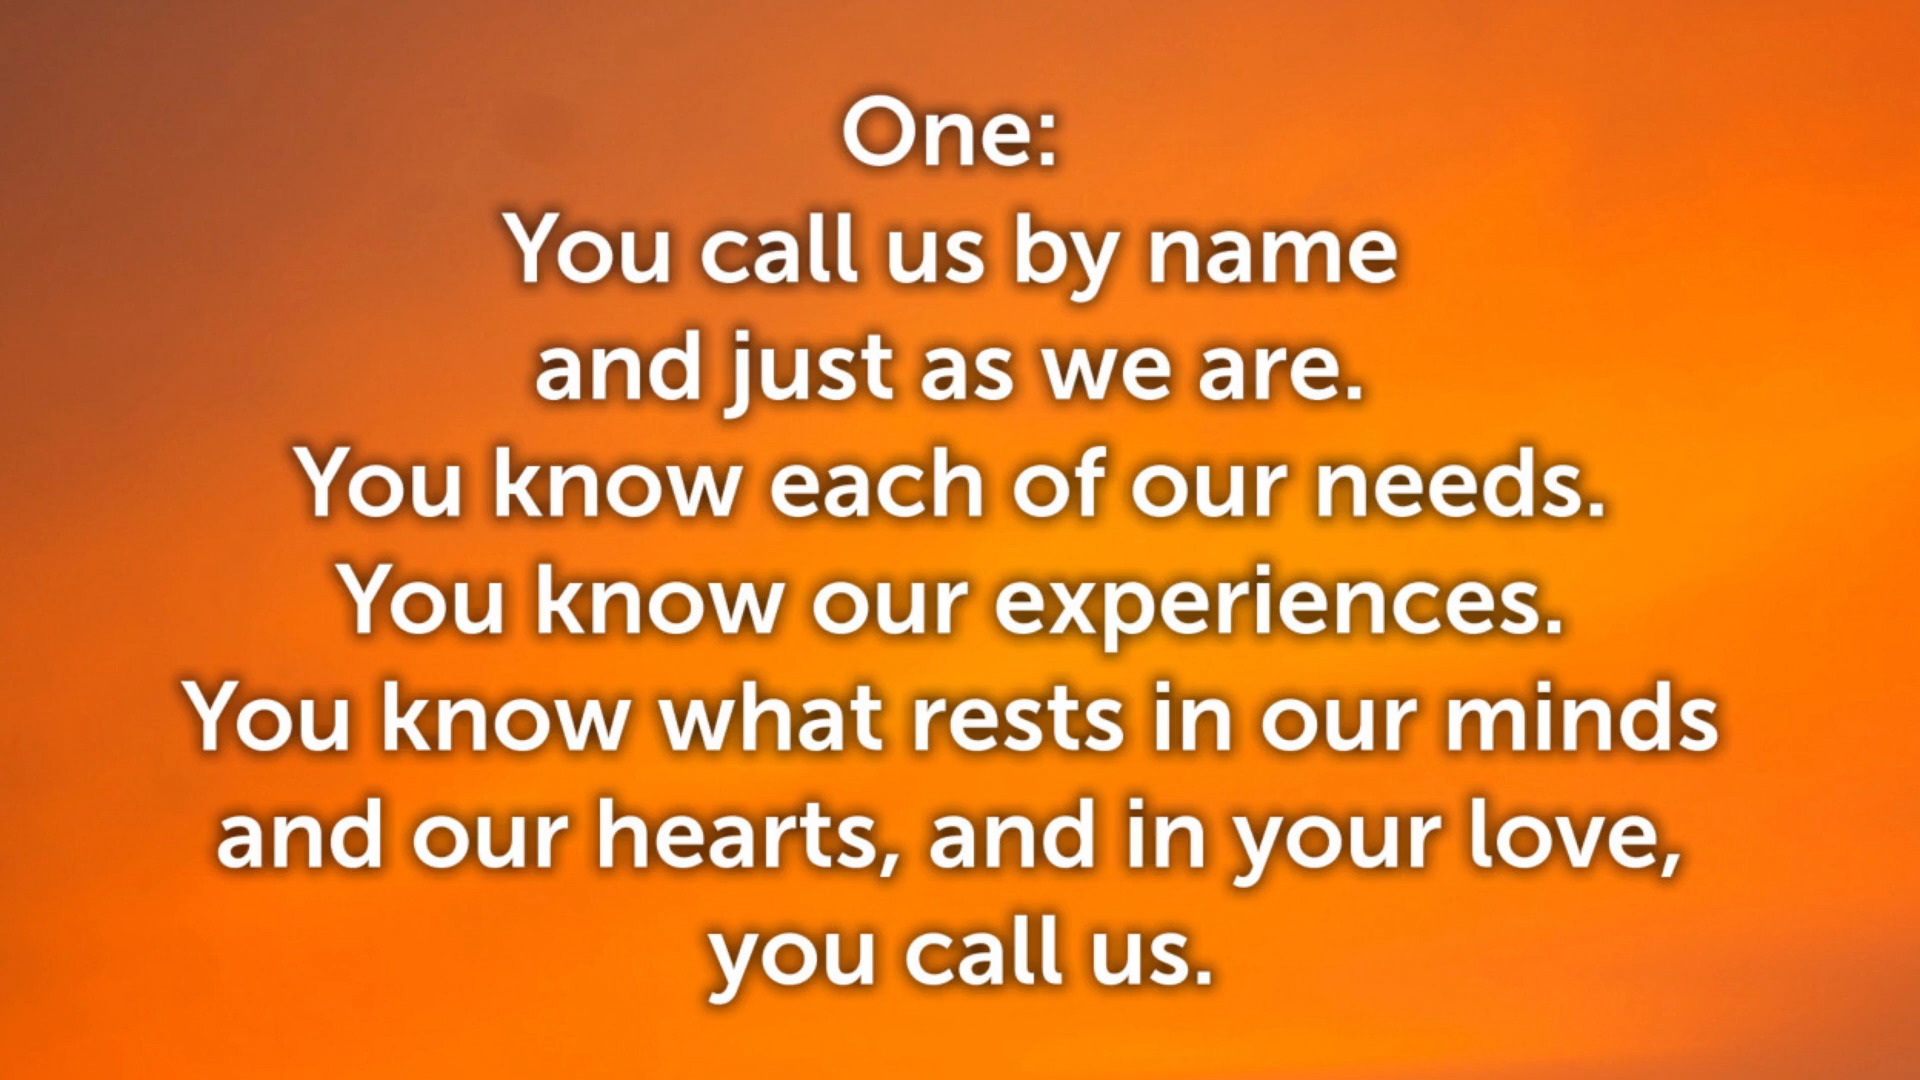 One:
You call us by name
and just as we are.
You know each of our needs.
You know our experiences.
You know what rests in our minds
and our hearts, and in your love,
you call us.